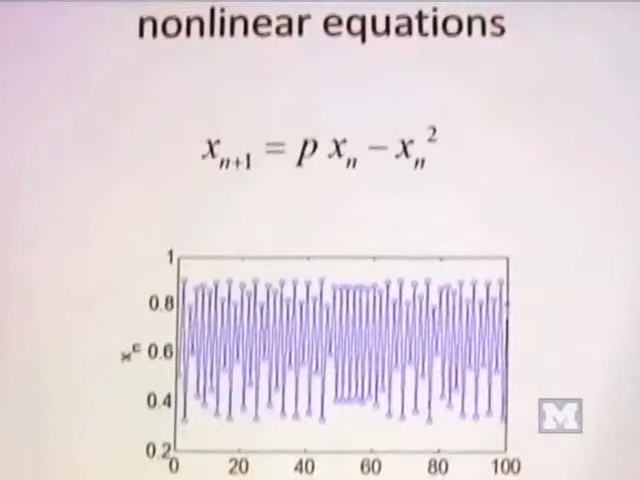 nonlinear equations
x_{n+1} = p x_n − x_n^2
1
0.8
x_n 0.6
0.4
0.2
0 20 40 60 80 100
M